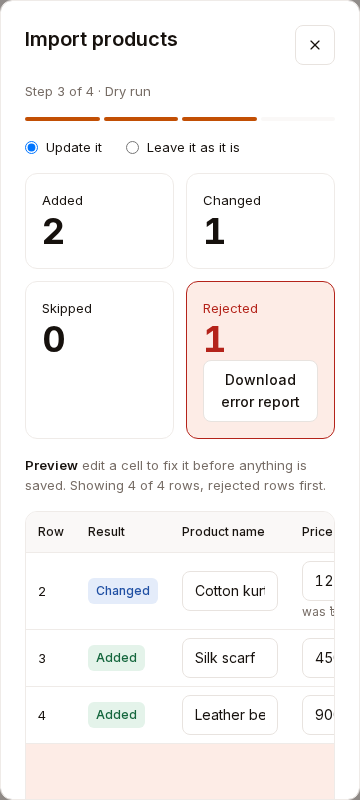 Import products
Step 3 of 4 · Dry run
Update it Leave it as it is
Added Changed
2 1
Skipped Rejected
0 1
Download
error report
Preview edit a cell to fix it before anything is
saved. Showing 4 of 4 rows, rejected rows first.
Row Result Product name Price
2 Changed Cotton kurt 12
was
3 Added Silk scarf 45
4 Added Leather be 90